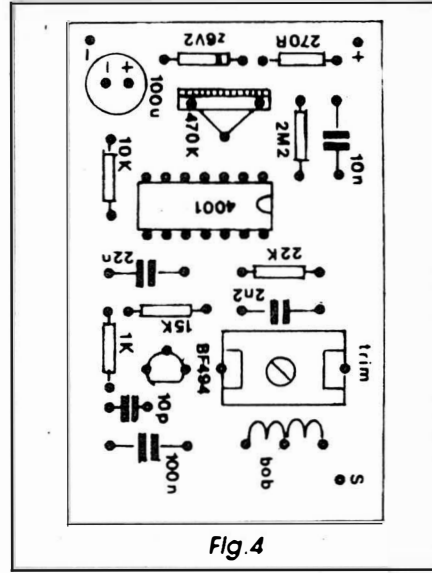 z6V2
270R
-
+
- +
100u
470K
2M2
10n
10K
4001
22n
22K
2n2
15K
1K
BF494
trim
10p
100n
bob
S
Fig.4